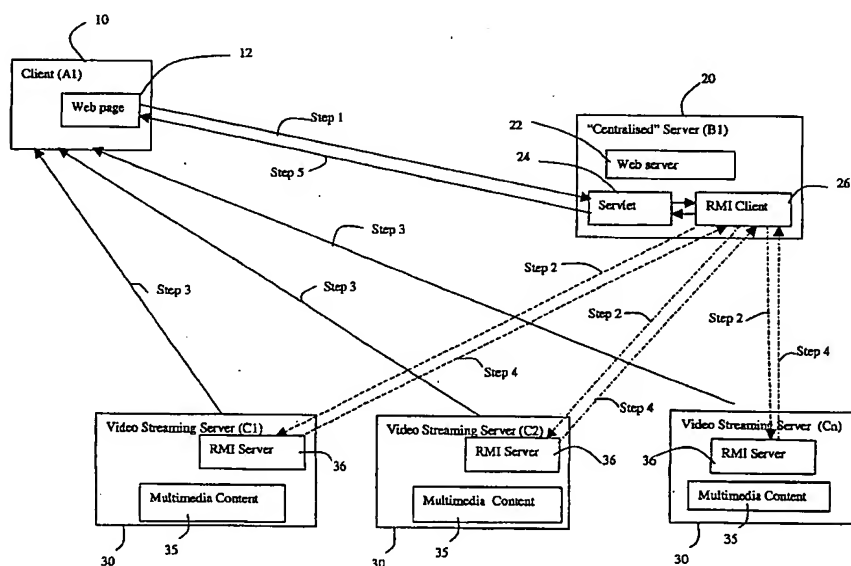 10
12
Client (A1)
Web page
Step 1
Step 5
20
22
"Centralised" Server (B1)
24
Web server
26
Servlet
RMI Client
Step 3
Step 3
Step 3
Step 2
Step 2
Step 2
Step 4
Step 4
Step 4
Video Streaming Server (C1)
RMI Server
36
Multimedia Content
35
30
Video Streaming Server (C2)
RMI Server
36
Multimedia Content
35
30
Video Streaming Server (Cn)
36
RMI Server
Multimedia Content
35
30